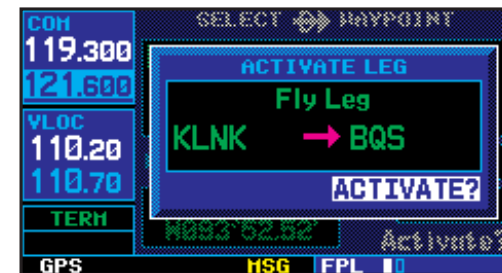 COM
119.300
121.600
VLOC
110.20
110.70
TERM
GPS
SELECT WAYPOINT
ACTIVATE LEG
Fly Leg
KLNK BQS
ACTIVATE?
W093°52.52'
Activate?
MSG FPL